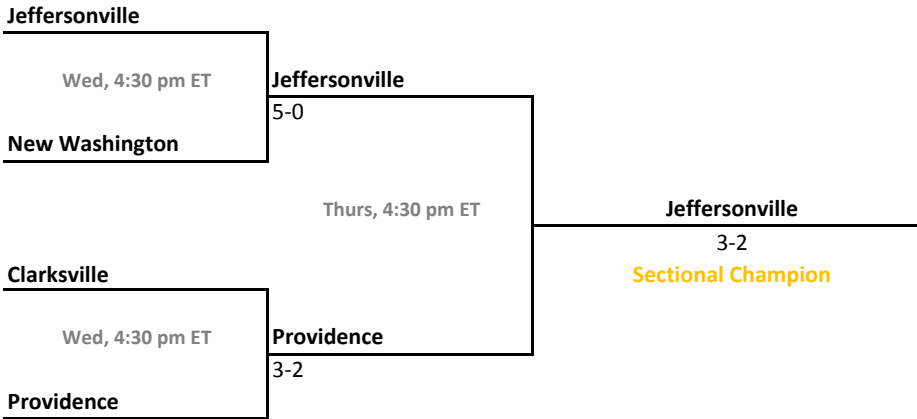 Jeffersonville
Wed, 4:30 pm ET
Jeffersonville
5-0
New Washington
Thurs, 4:30 pm ET
Jeffersonville
3-2
Sectional Champion
Clarksville
Wed, 4:30 pm ET
Providence
3-2
Providence